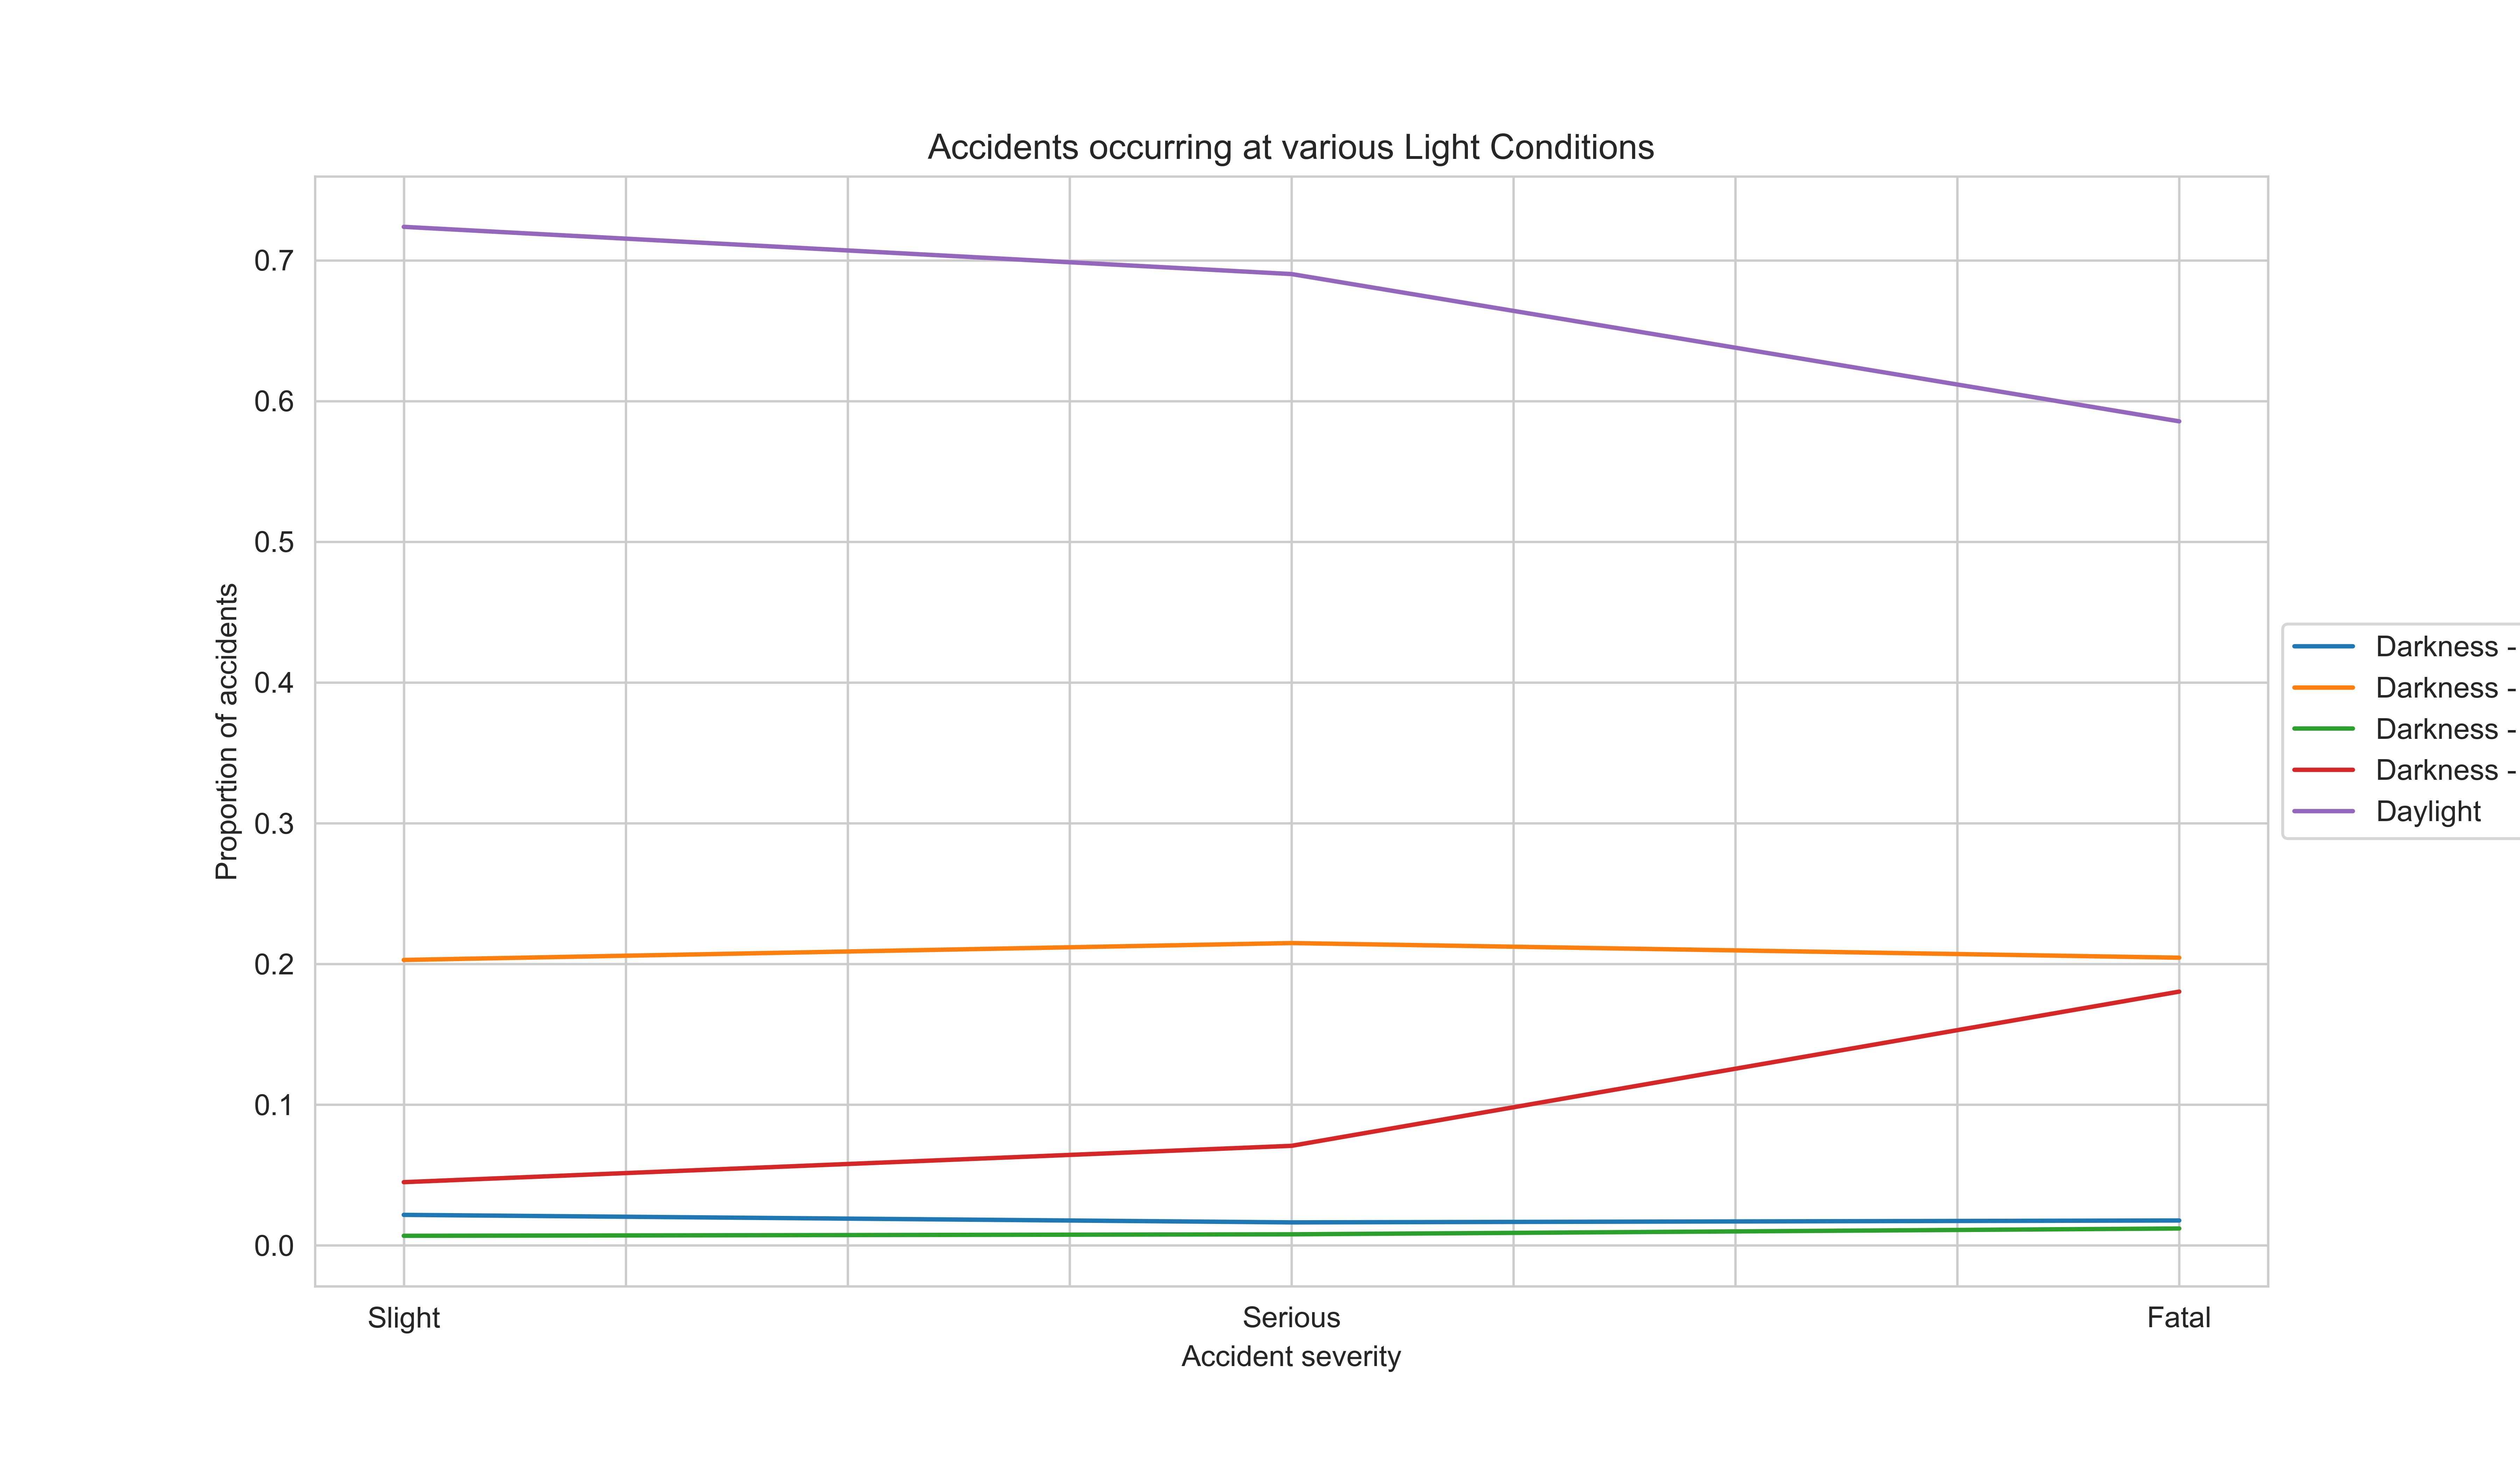 Accidents occurring at various Light Conditions
0.7
0.6
0.5
0.4
0.3
0.2
0.1
0.0
Proportion of accidents
Slight
Serious
Fatal
Accident severity
Darkness -
Darkness -
Darkness -
Darkness -
Daylight